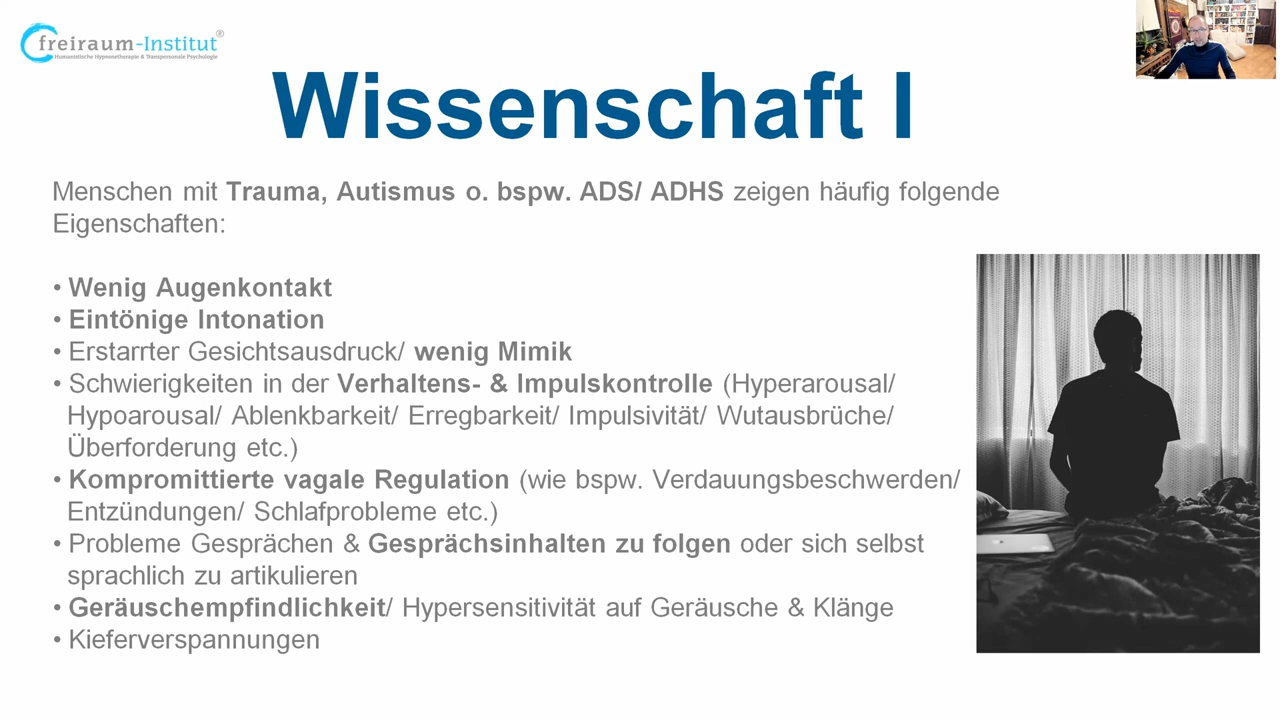 freiraum-Institut®
Humanistische Hypnosetherapie & Transpersonale Psychologie
Wissenschaft I
Menschen mit Trauma, Autismus o. bspw. ADS/ ADHS zeigen häufig folgende
Eigenschaften:
• Wenig Augenkontakt
• Eintönige Intonation
• Erstarrter Gesichtsausdruck/ wenig Mimik
• Schwierigkeiten in der Verhaltens- & Impulskontrolle (Hyperarousal/
Hypoarousal/ Ablenkbarkeit/ Erregbarkeit/ Impulsivität/ Wutausbrüche/
Überforderung etc.)
• Kompromittierte vagale Regulation (wie bspw. Verdauungsbeschwerden/
Entzündungen/ Schlafprobleme etc.)
• Probleme Gesprächen & Gesprächsinhalten zu folgen oder sich selbst
sprachlich zu artikulieren
• Geräuschempfindlichkeit/ Hypersensitivität auf Geräusche & Klänge
• Kieferverspannungen